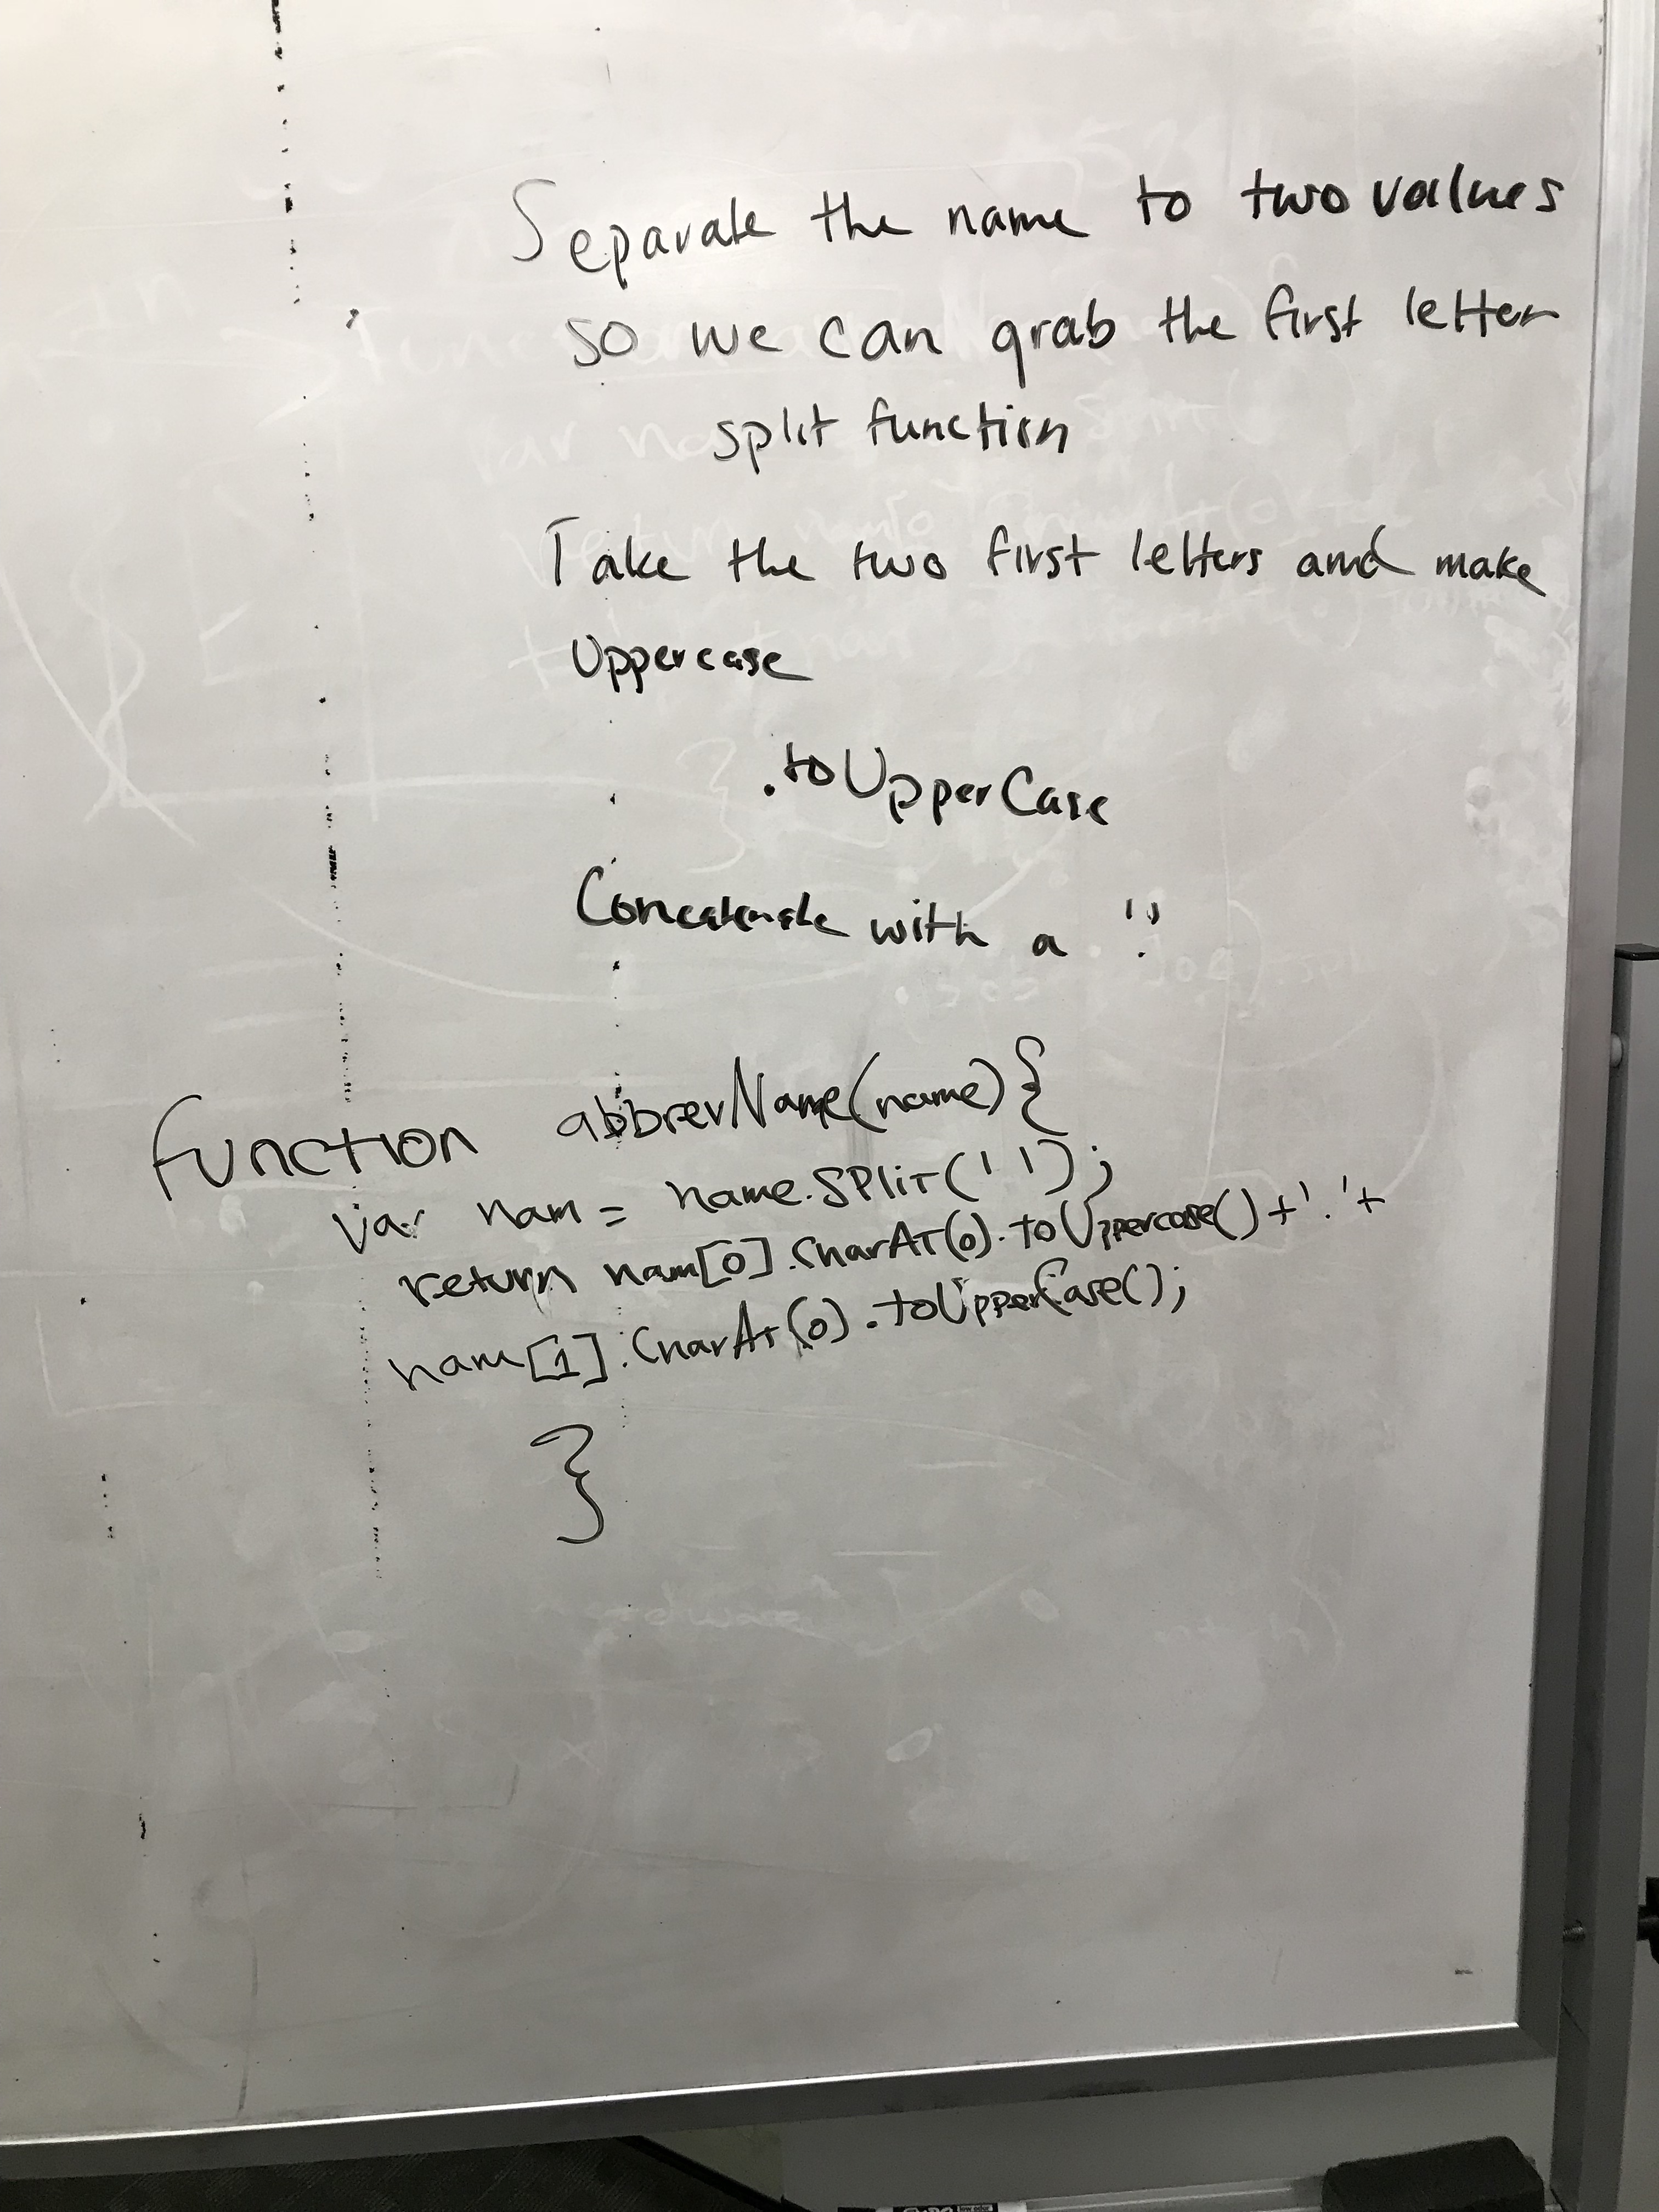 Separate the name to two values
so we can grab the first letter
split function
Take the two first letters and make
Uppercase
.toUpperCase
Concatenate with a '.'
function abbrevName(name){
var nam = name.split(' ');
return nam[0].charAt(0).toUppercase()+'.'+
nam[1].charAt(0).toUpperCase();
}